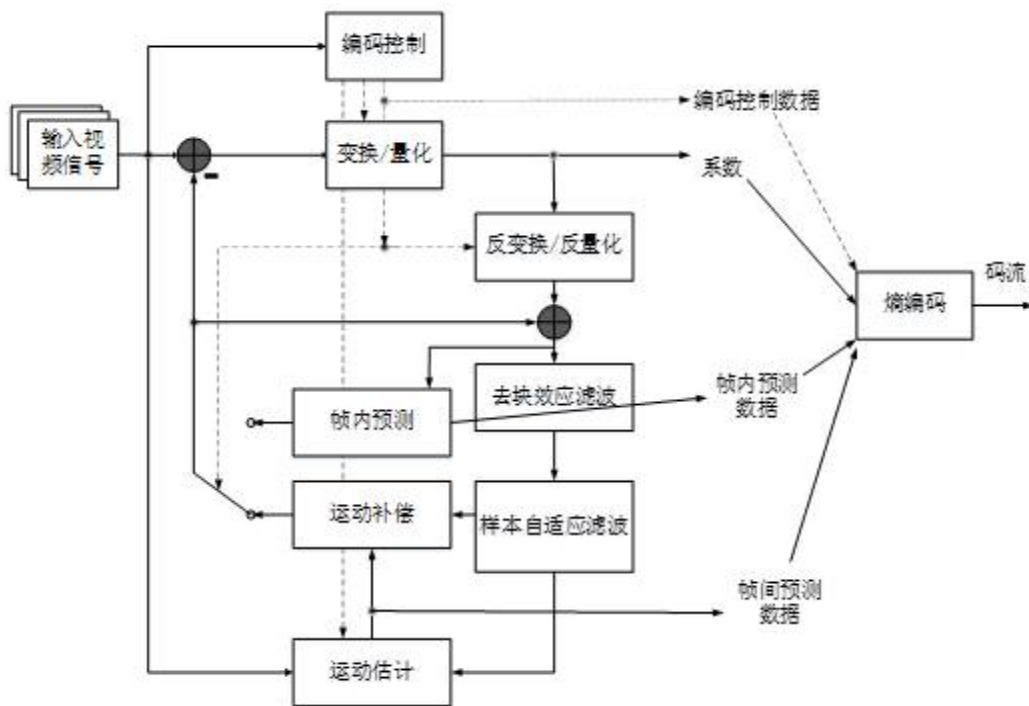 编码控制
编码控制数据
输入视
频信号
变换/量化
系数
反变换/反量化
码流
熵编码
帧内预测
去块效应滤波
帧内预测
数据
运动补偿
样本自适应滤波
帧间预测
数据
运动估计